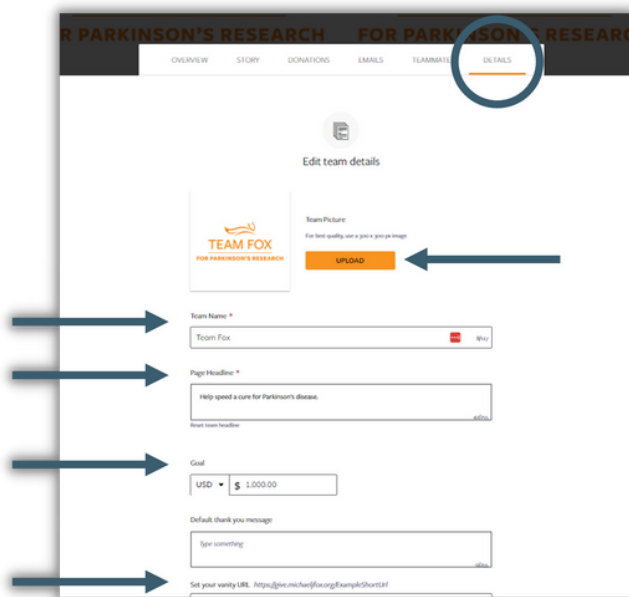 R PARKINSON'S RESEARCH FOR PARKINSON'S RESEARC
OVERVIEW STORY DONATIONS EMAILS TEAMMATE DETAILS
Edit team details
TEAM FOX
FOR PARKINSON'S RESEARCH
Team Picture
For best quality, use a 300 x 300 px image
UPLOAD
Team Name *
Team Fox
Page Headline *
Help speed a cure for Parkinson's disease.
Reset team headline
Goal
USD $ 1,000.00
Default thank you message
Type something
Set your vanity URL https://give.michaeljfox.org/ExampleShortUrl